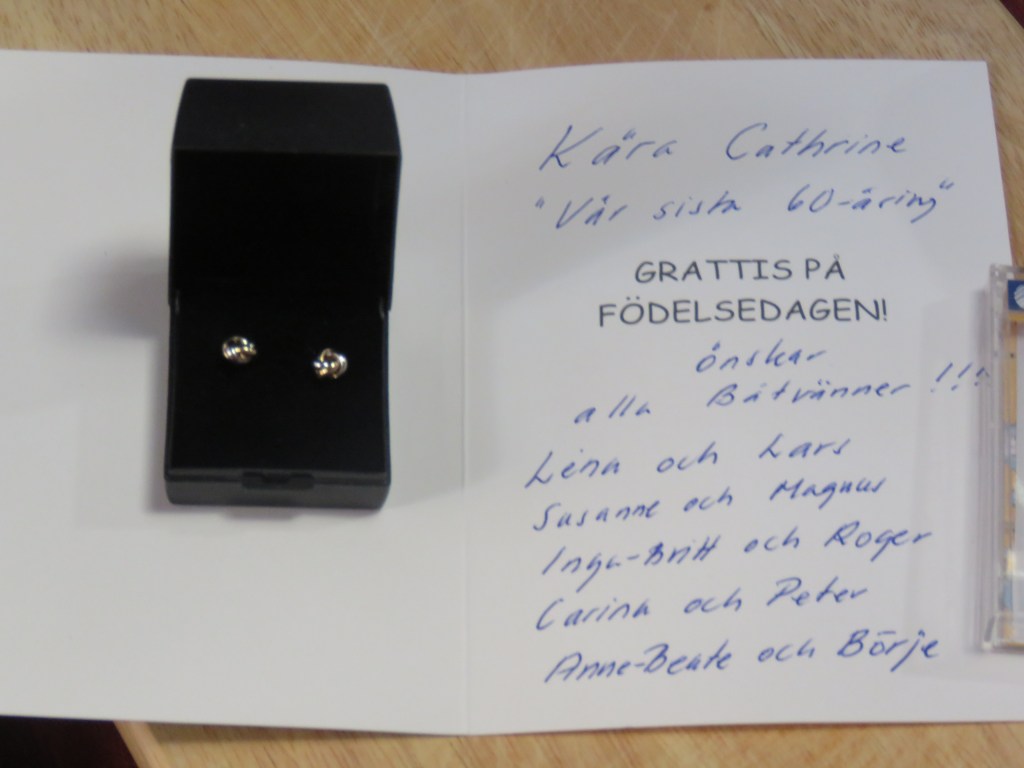 Kära Cathrine
"Vår sista 60-åring"
GRATTIS PÅ
FÖDELSEDAGEN!
önskar
alla Båtvänner !!!
Lena och Lars
Susanne och Magnus
Inga-Britt och Roger
Carina och Peter
Anne-Beate och Börje